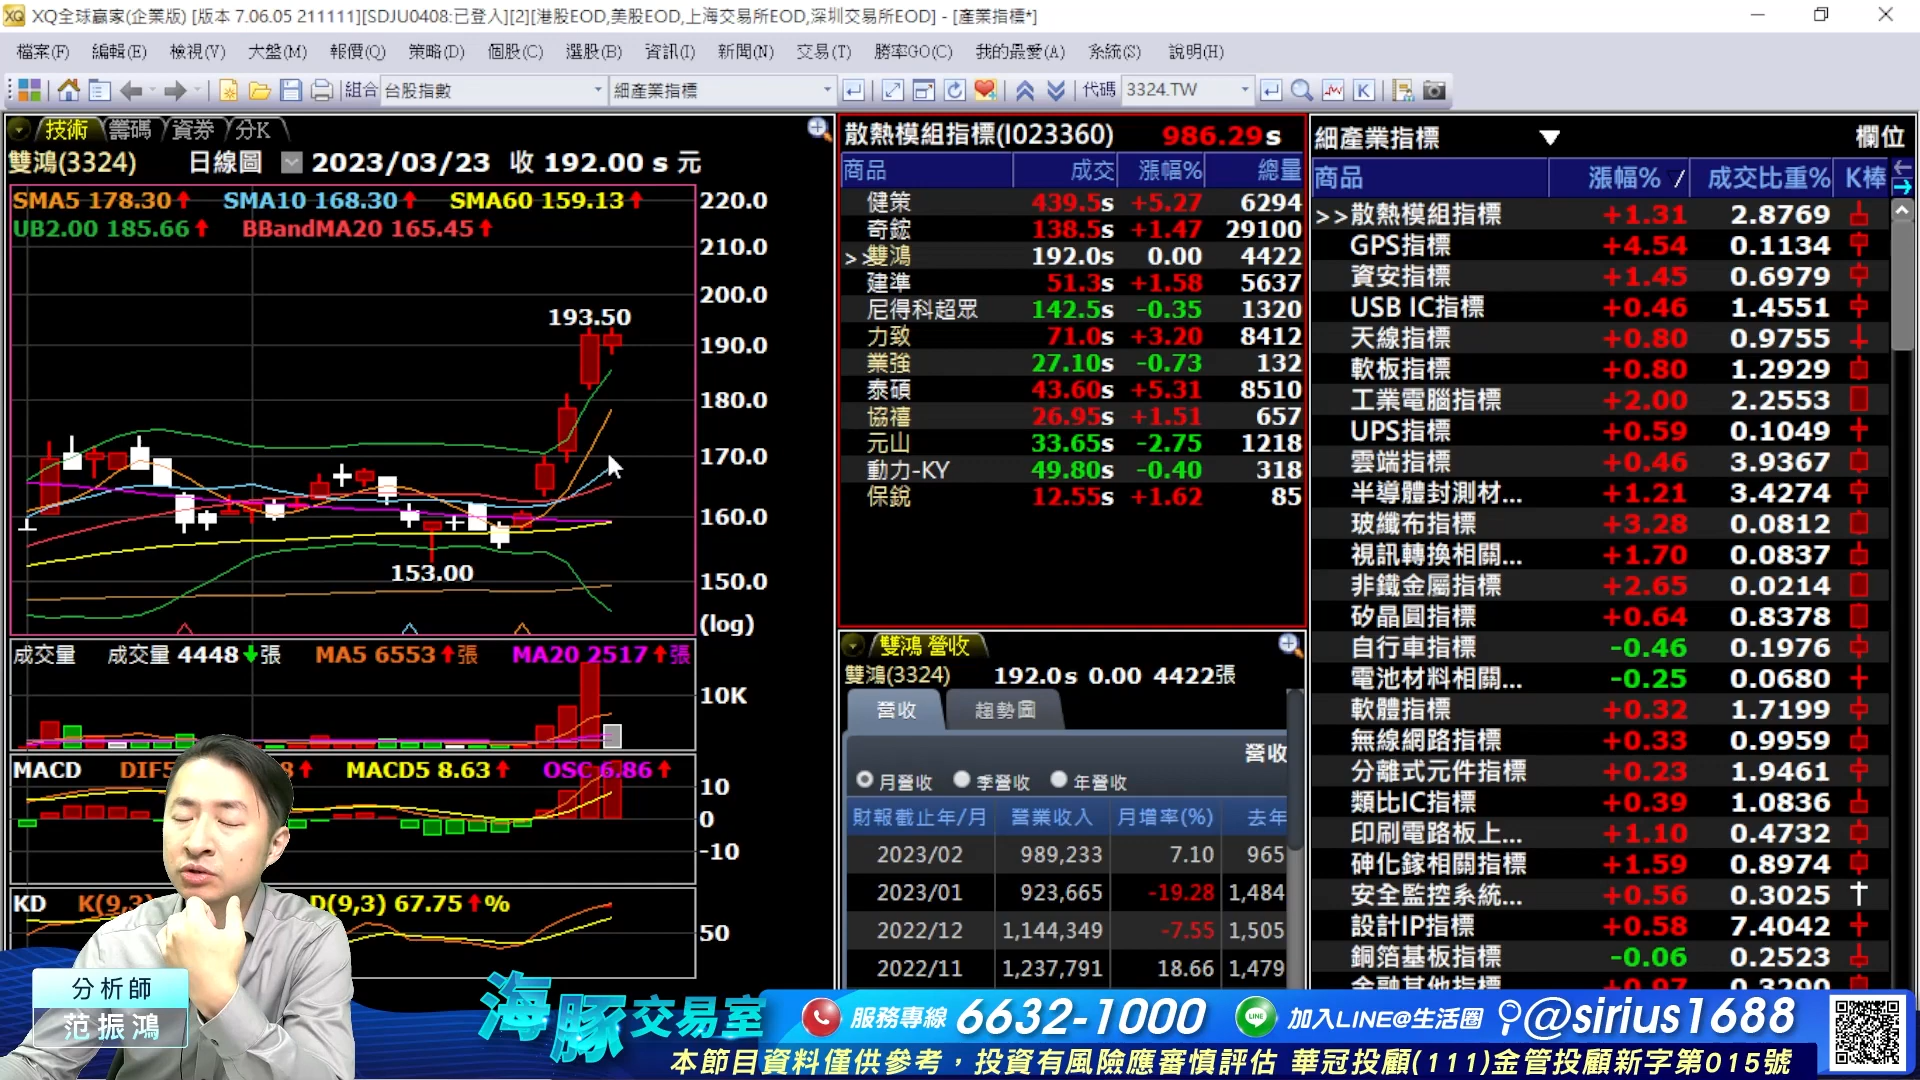 XQ全球贏家(企業版) [版本 7.06.05 211111][SDJU0408:已登入][2][港股EOD,美股EOD,上海交易所EOD,深圳交易所EOD] - [產業指標*]
檔案(F) 編輯(E) 檢視(V) 大盤(M) 報價(Q) 策略(D) 個股(C) 選股(B) 資訊(I) 新聞(N) 交易(T) 勝率GO(C) 我的最愛(A) 系統(S) 說明(H)
組合 台股指數 細產業指標 代碼 3324.TW
技術 籌碼 資券 分K
雙鴻(3324) 日線圖 2023/03/23 收 192.00 s 元
SMA5 178.30 SMA10 168.30 SMA60 159.13
UB2.00 185.66 BBandMA20 165.45
220.0
210.0
200.0
193.50
190.0
180.0
170.0
160.0
153.00
150.0
(log)
成交量 成交量 4448 張 MA5 6553 張 MA20 2517 張
10K
MACD DIF5 8 MACD5 8.63 OSC 6.86
10
0
-10
KD K(9,3) D(9,3) 67.75 %
50
散熱模組指標(I023360) 986.29s
商品 成交 漲幅% 總量
健策 439.5s +5.27 6294
奇鋐 138.5s +1.47 29100
>>雙鴻 192.0s 0.00 4422
建準 51.3s +1.58 5637
尼得科超眾 142.5s -0.35 1320
力致 71.0s +3.20 8412
業強 27.10s -0.73 132
泰碩 43.60s +5.31 8510
協禧 26.95s +1.51 657
元山 33.65s -2.75 1218
動力-KY 49.80s -0.40 318
保銳 12.55s +1.62 85
雙鴻 營收
雙鴻(3324) 192.0s 0.00 4422張
營收 趨勢圖
營收
月營收 季營收 年營收
財報截止年/月 營業收入 月增率(%) 去年
2023/02 989,233 7.10 965
2023/01 923,665 -19.28 1,484
2022/12 1,144,349 -7.55 1,505
2022/11 1,237,791 18.66 1,479
細產業指標 欄位
商品 漲幅% 成交比重% K棒
>>散熱模組指標 +1.31 2.8769
GPS指標 +4.54 0.1134
資安指標 +1.45 0.6979
USB IC指標 +0.46 1.4551
天線指標 +0.80 0.9755
軟板指標 +0.80 1.2929
工業電腦指標 +2.00 2.2553
UPS指標 +0.59 0.1049
雲端指標 +0.46 3.9367
半導體封測材... +1.21 3.4274
玻纖布指標 +3.28 0.0812
視訊轉換相關... +1.70 0.0837
非鐵金屬指標 +2.65 0.0214
矽晶圓指標 +0.64 0.8378
自行車指標 -0.46 0.1976
電池材料相關... -0.25 0.0680
軟體指標 +0.32 1.7199
無線網路指標 +0.33 0.9959
分離式元件指標 +0.23 1.9461
類比IC指標 +0.39 1.0836
印刷電路板上... +1.10 0.4732
砷化鎵相關指標 +1.59 0.8974
安全監控系統... +0.56 0.3025
設計IP指標 +0.58 7.4042
銅箔基板指標 -0.06 0.2523
金融其他指標 +0.97 0.3290
分析師
范振鴻
海豚交易室 服務專線 6632-1000 LINE 加入LINE@生活圈 @sirius1688
本節目資料僅供參考，投資有風險應審慎評估 華冠投顧(111)金管投顧新字第015號